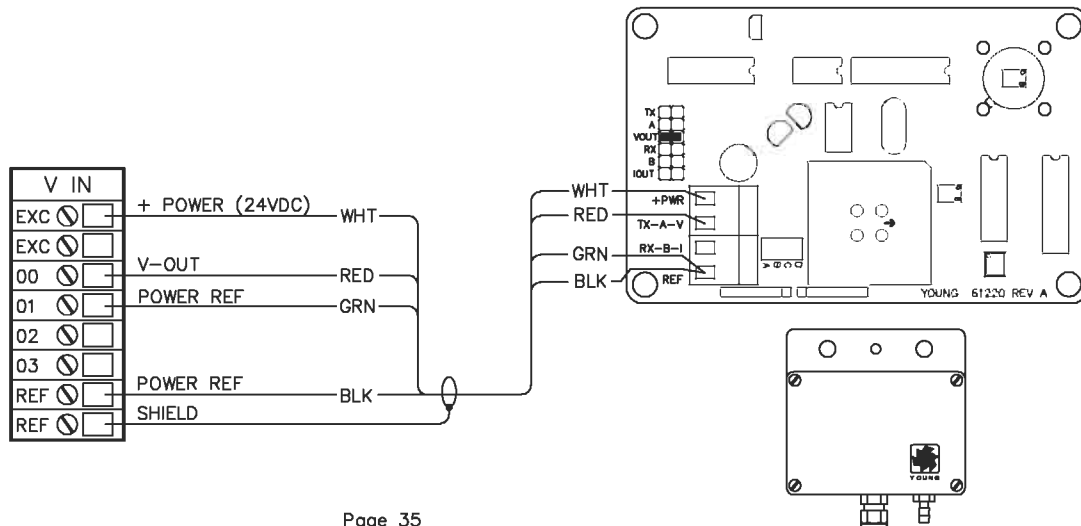 V IN
EXC
EXC
00
01
02
03
REF
REF
+ POWER (24VDC)
WHT
V-OUT
RED
POWER REF
GRN
POWER REF
BLK
SHIELD
WHT
RED
GRN
BLK
TX
A
VOUT
RX
B
IOUT
+PWR
TX-A-V
RX-B-I
REF
A B C D
YOUNG 61220 REV A
YOUNG
Page 35